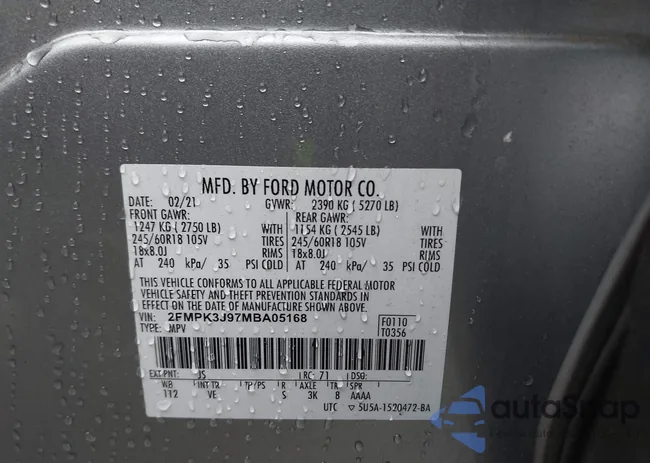 MFD. BY FORD MOTOR CO.
DATE: 02/21 GVWR: 2390 KG ( 5270 LB)
FRONT GAWR: REAR GAWR:
1247 KG ( 2750 LB) WITH 1154 KG ( 2545 LB) WITH
245/60R18 105V TIRES 245/60R18 105V TIRES
18x8.0J RIMS 18x8.0J RIMS
AT 240 kPa/ 35 PSI COLD AT 240 kPa/ 35 PSI COLD
THIS VEHICLE CONFORMS TO ALL APPLICABLE FEDERAL MOTOR
VEHICLE SAFETY AND THEFT PREVENTION STANDARDS IN
EFFECT ON THE DATE OF MANUFACTURE SHOWN ABOVE.
VIN: 2FMPK3J97MBA05168 F0110
TYPE: MPV T0356
EXT PNT: JS RC: 71 DSO:
WB INT TR TP/PS R AXLE TR SPR
112 VE S 3K 8 AAAA
UTC ▽ 5U5A-1520472-BA
autoSnap